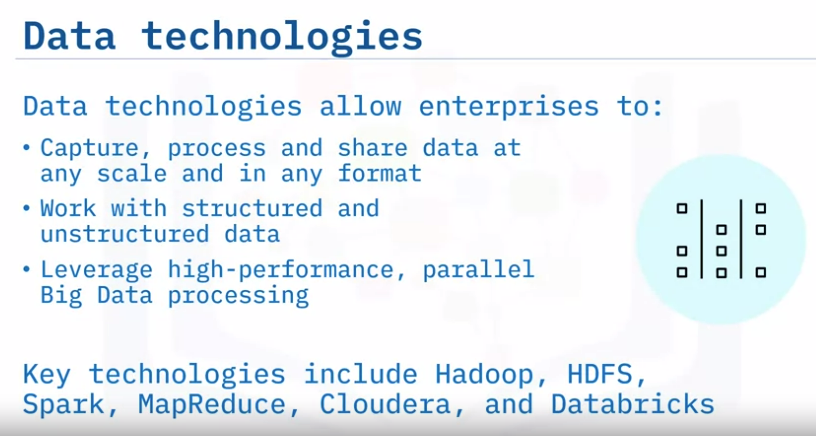 Data technologies
Data technologies allow enterprises to:
• Capture, process and share data at
any scale and in any format
• Work with structured and
unstructured data
• Leverage high-performance, parallel
Big Data processing
Key technologies include Hadoop, HDFS,
Spark, MapReduce, Cloudera, and Databricks